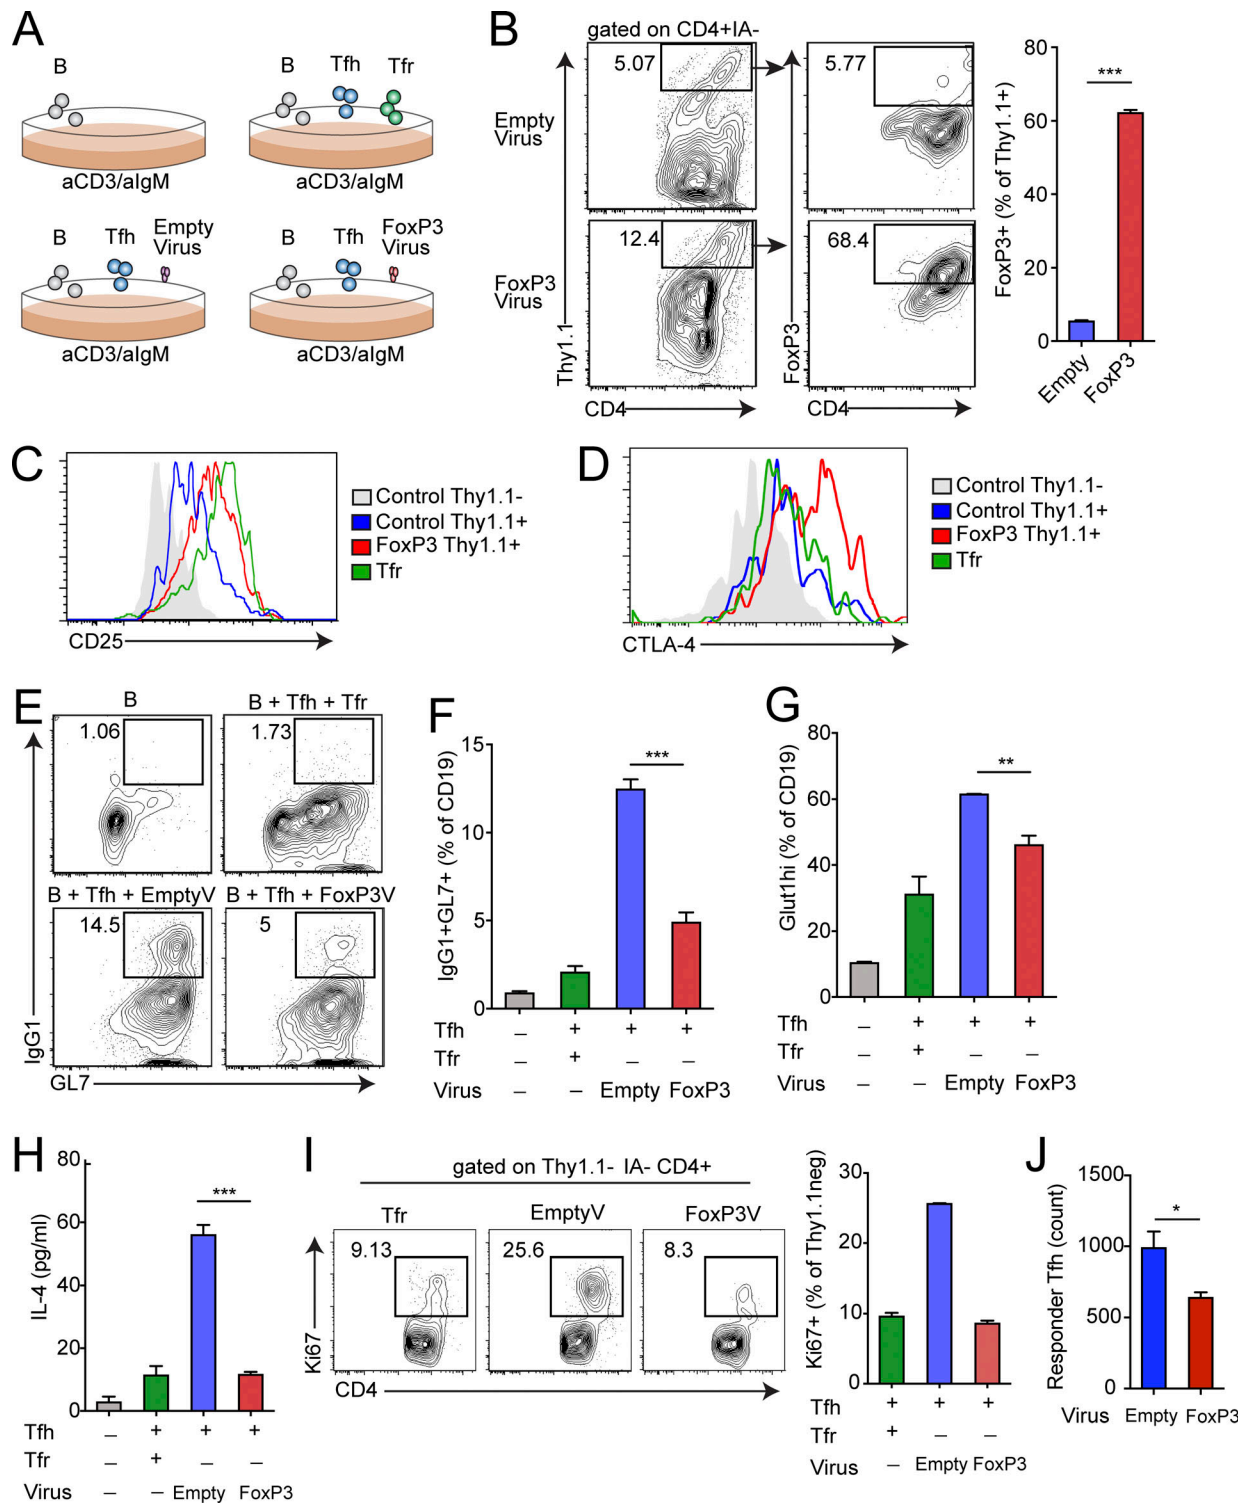 A
B
Tfh
Tfr
B
aCD3/aIgM
aCD3/aIgM
B
Tfh
Empty
Virus
B
Tfh
FoxP3
Virus
aCD3/aIgM
aCD3/aIgM
B
gated on CD4+IA-
Empty
Virus
5.07
5.77
FoxP3
Virus
12.4
68.4
Thy1.1
FoxP3
CD4
CD4
FoxP3+ (% of Thy1.1+)
80
60
40
20
0
***
Empty
FoxP3
C
CD25
Control Thy1.1-
Control Thy1.1+
FoxP3 Thy1.1+
Tfr
D
CTLA-4
Control Thy1.1-
Control Thy1.1+
FoxP3 Thy1.1+
Tfr
E
B
B + Tfh + Tfr
1.06
1.73
B + Tfh + EmptyV
B + Tfh + FoxP3V
14.5
5
IgG1
GL7
F
IgG1+GL7+ (% of CD19)
15
10
5
0
***
Tfh – + + +
Tfr – + – –
Virus – – Empty FoxP3
G
Glut1hi (% of CD19)
80
60
40
20
0
**
Tfh – + + +
Tfr – + – –
Virus – – Empty FoxP3
H
IL-4 (pg/ml)
80
60
40
20
0
***
Tfh – + + +
Tfr – + – –
Virus – – Empty FoxP3
I
gated on Thy1.1- IA- CD4+
Tfr
EmptyV
FoxP3V
9.13
25.6
8.3
Ki67
CD4
Ki67+ (% of Thy1.1neg)
30
20
10
0
Tfh + + +
Tfr + – –
Virus – Empty FoxP3
J
Responder Tfh (count)
1500
1000
500
0
*
Virus Empty FoxP3